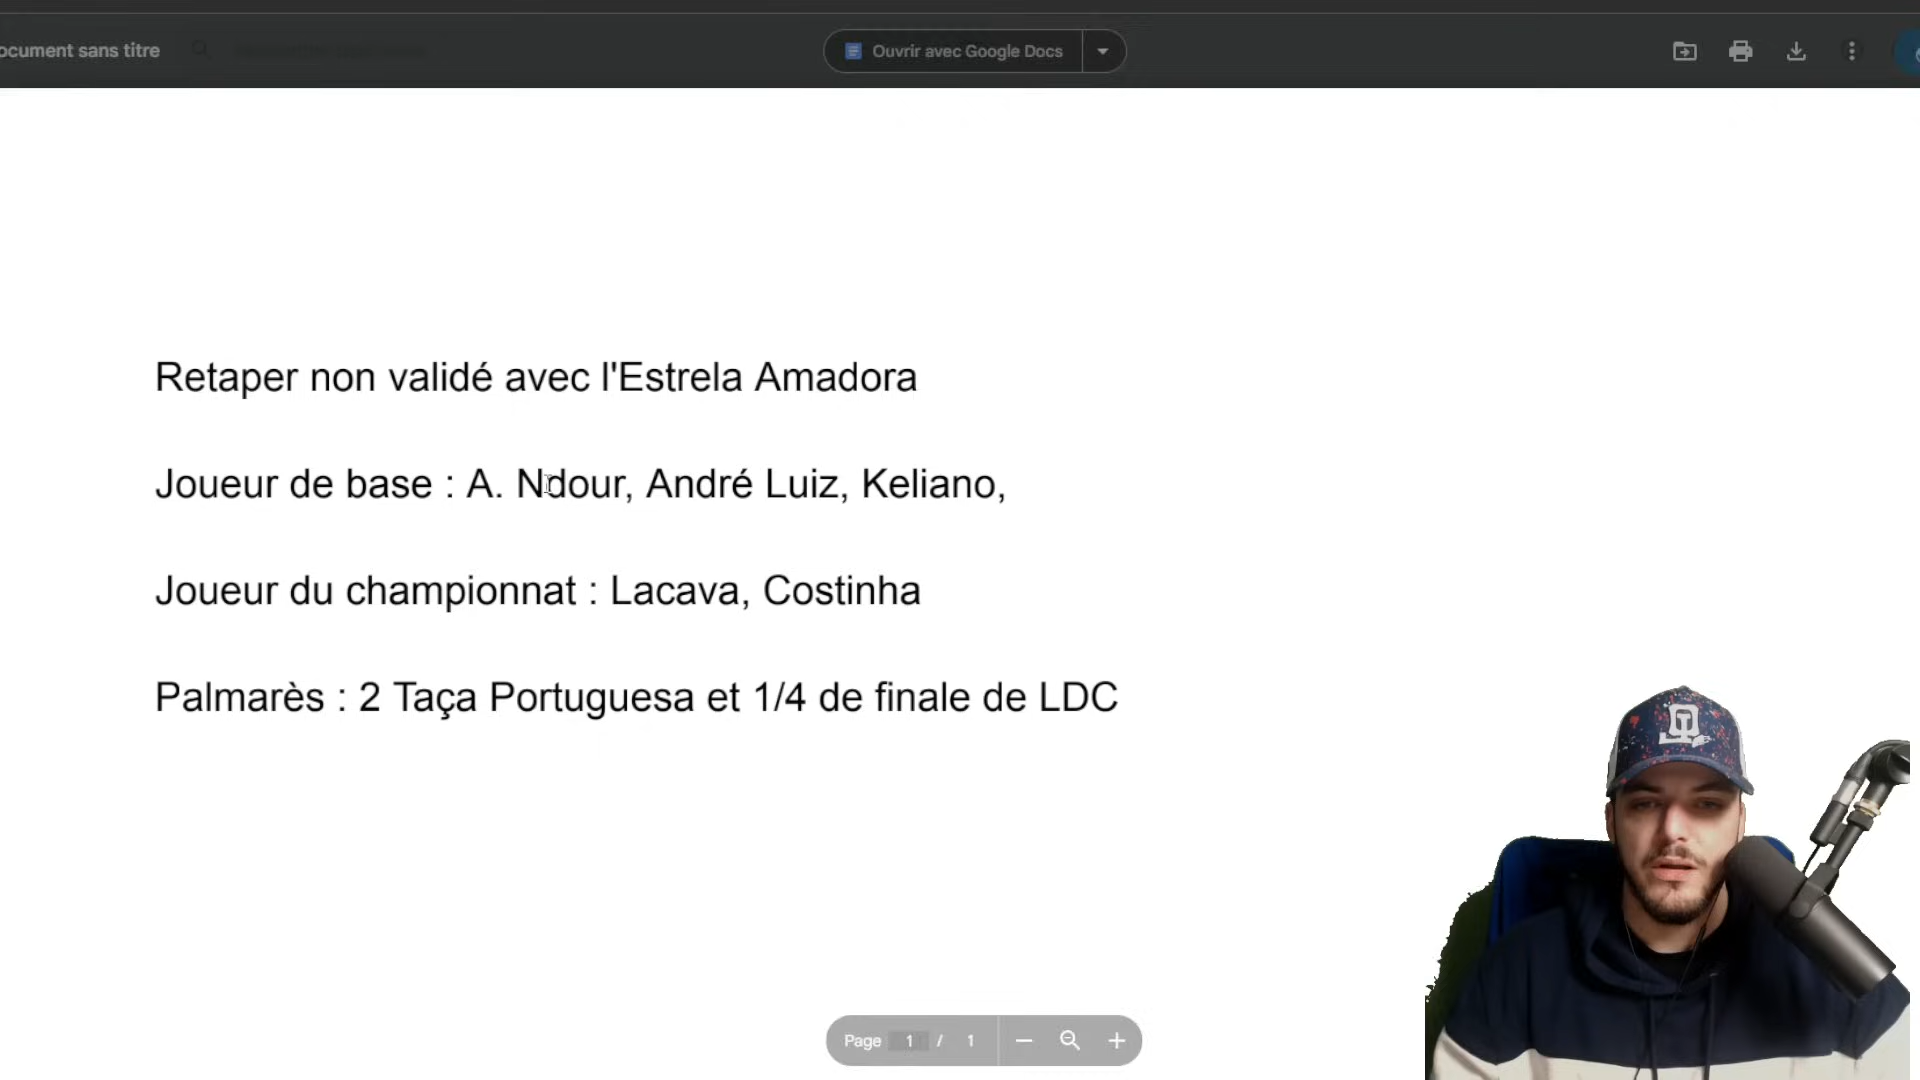 ocument sans titre
Ouvrir avec Google Docs
Retaper non validé avec l'Estrela Amadora
Joueur de base : A. Ndour, André Luiz, Keliano,
Joueur du championnat : Lacava, Costinha
Palmarès : 2 Taça Portuguesa et 1/4 de finale de LDC
Page 1 / 1